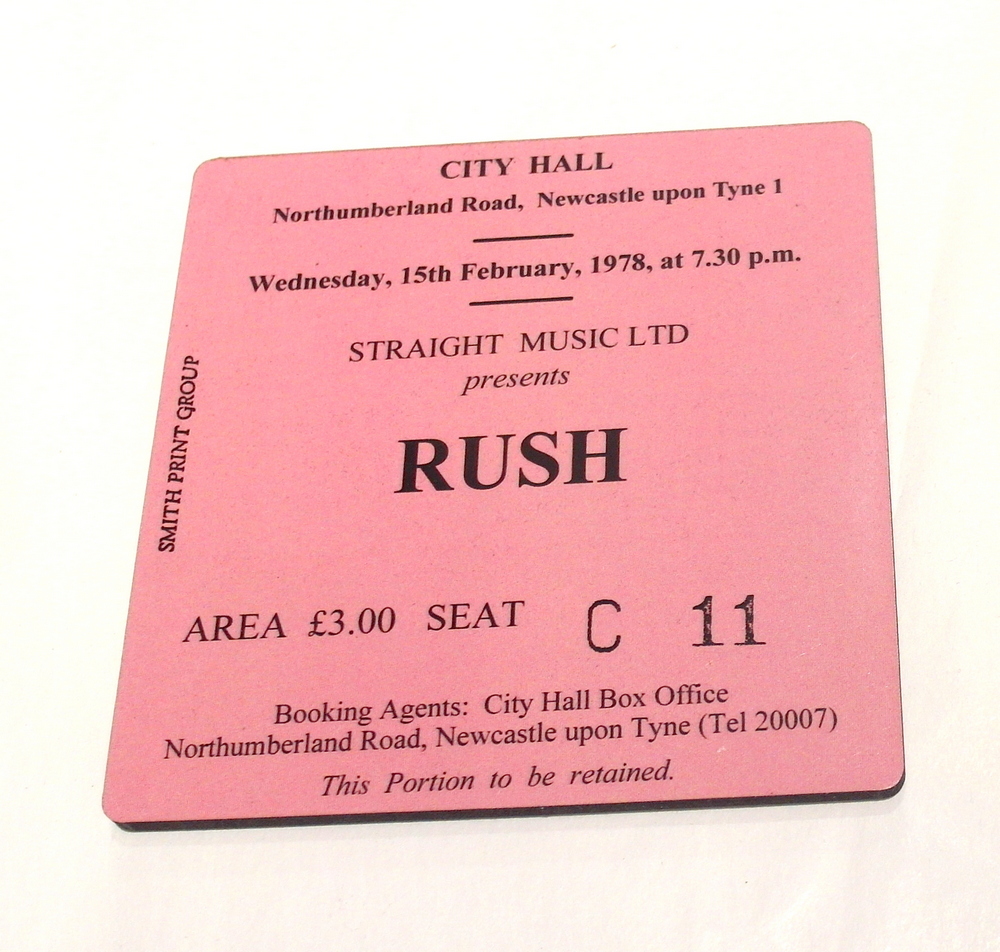 CITY HALL
Northumberland Road, Newcastle upon Tyne 1
Wednesday, 15th February, 1978, at 7.30 p.m.
STRAIGHT MUSIC LTD
presents
RUSH
SMITH PRINT GROUP
AREA £3.00 SEAT C 11
Booking Agents: City Hall Box Office
Northumberland Road, Newcastle upon Tyne (Tel 20007)
This Portion to be retained.